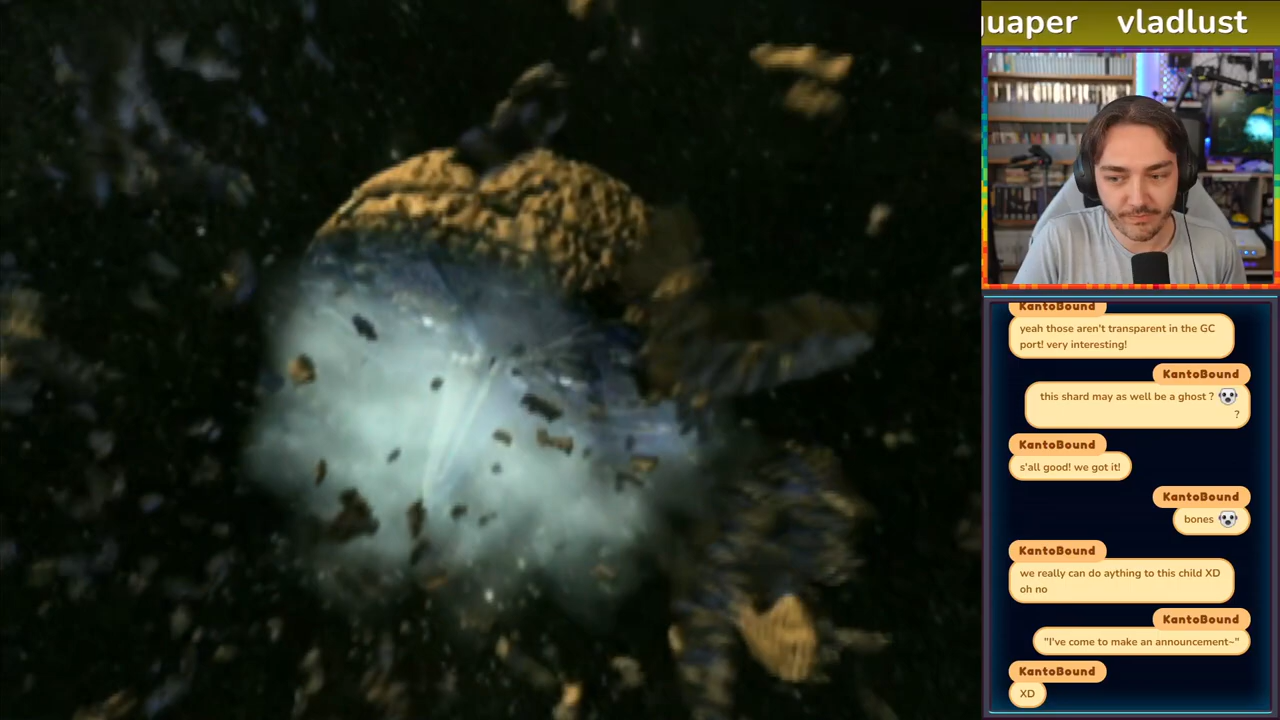 guaper vladlust
KantoBound
yeah those aren't transparent in the GC
port! very interesting!
KantoBound
this shard may as well be a ghost ?
?
KantoBound
s'all good! we got it!
KantoBound
bones
KantoBound
we really can do aything to this child XD
oh no
KantoBound
"I've come to make an announcement~"
KantoBound
XD